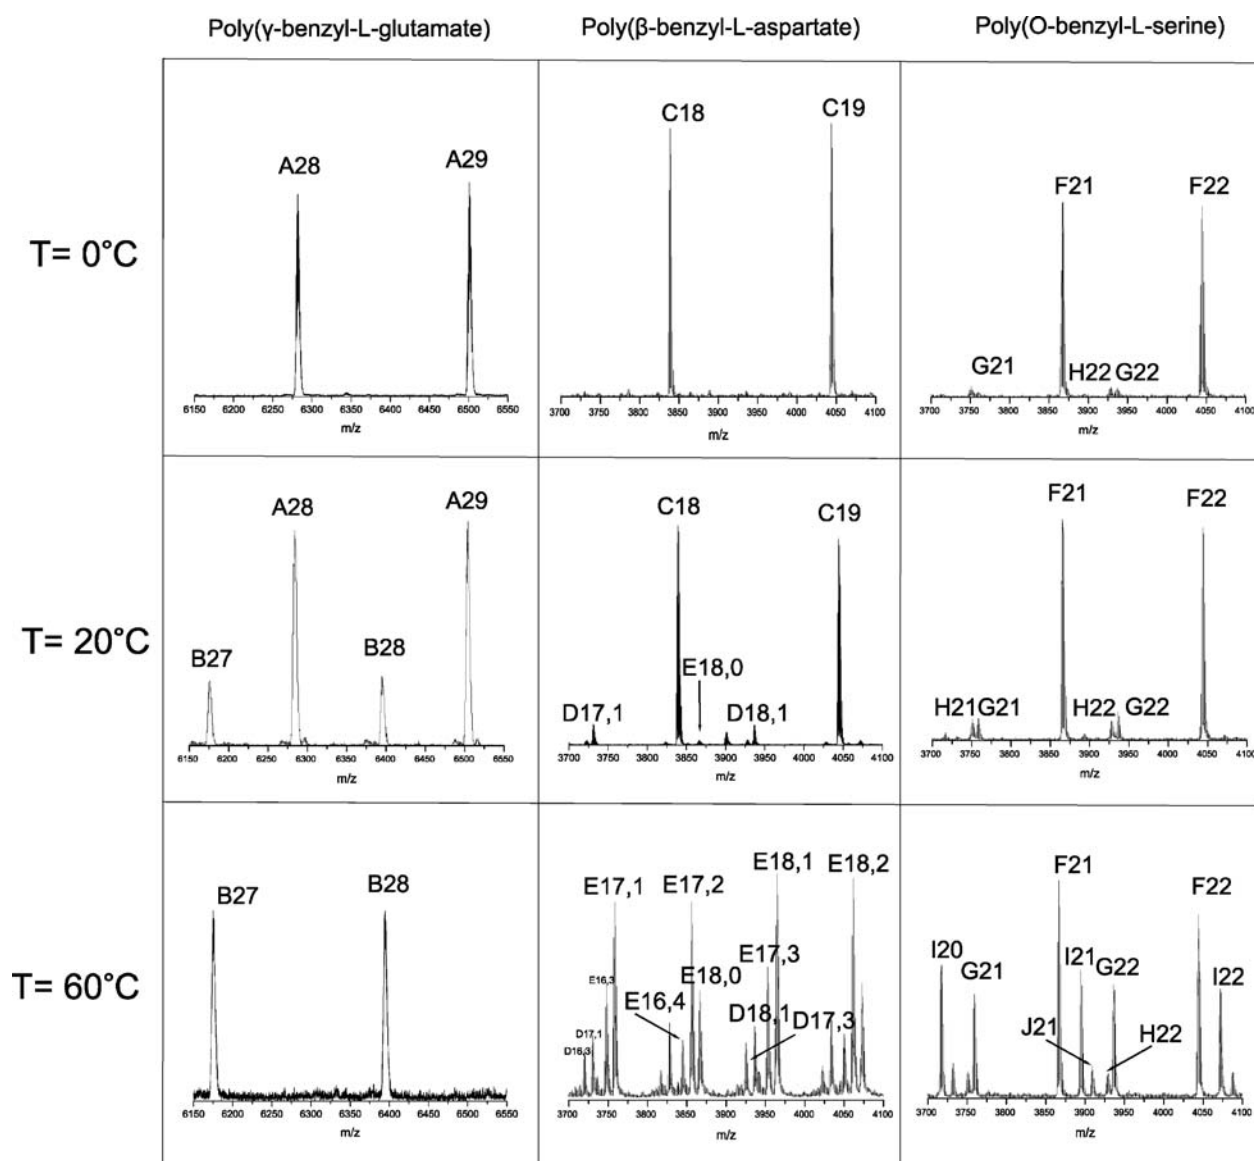 Poly(γ-benzyl-L-glutamate) Poly(β-benzyl-L-aspartate) Poly(O-benzyl-L-serine)
T= 0°C
A28 A29
6150 6200 6250 6300 6350 6400 6450 6500 6550
m/z
C18 C19
3700 3750 3800 3850 3900 3950 4000 4050 4100
m/z
F21 F22
G21 H22 G22
3700 3750 3800 3850 3900 3950 4000 4050 4100
m/z
T= 20°C
A28 A29
B27 B28
6150 6200 6250 6300 6350 6400 6450 6500 6550
m/z
C18 C19
E18,0
D17,1 D18,1
3700 3750 3800 3850 3900 3950 4000 4050 4100
m/z
F21 F22
H21 G21 H22 G22
3700 3750 3800 3850 3900 3950 4000 4050 4100
m/z
T= 60°C
B27 B28
6150 6200 6250 6300 6350 6400 6450 6500 6550
m/z
E18,1 E18,2
E17,1 E17,2
E17,3
E16,3 E18,0
E16,4
D18,1 D17,3
D17,1
D16,3
3700 3750 3800 3850 3900 3950 4000 4050 4100
m/z
F21 F22
I20 I21
G21 G22 I22
J21 H22
3700 3750 3800 3850 3900 3950 4000 4050 4100
m/z